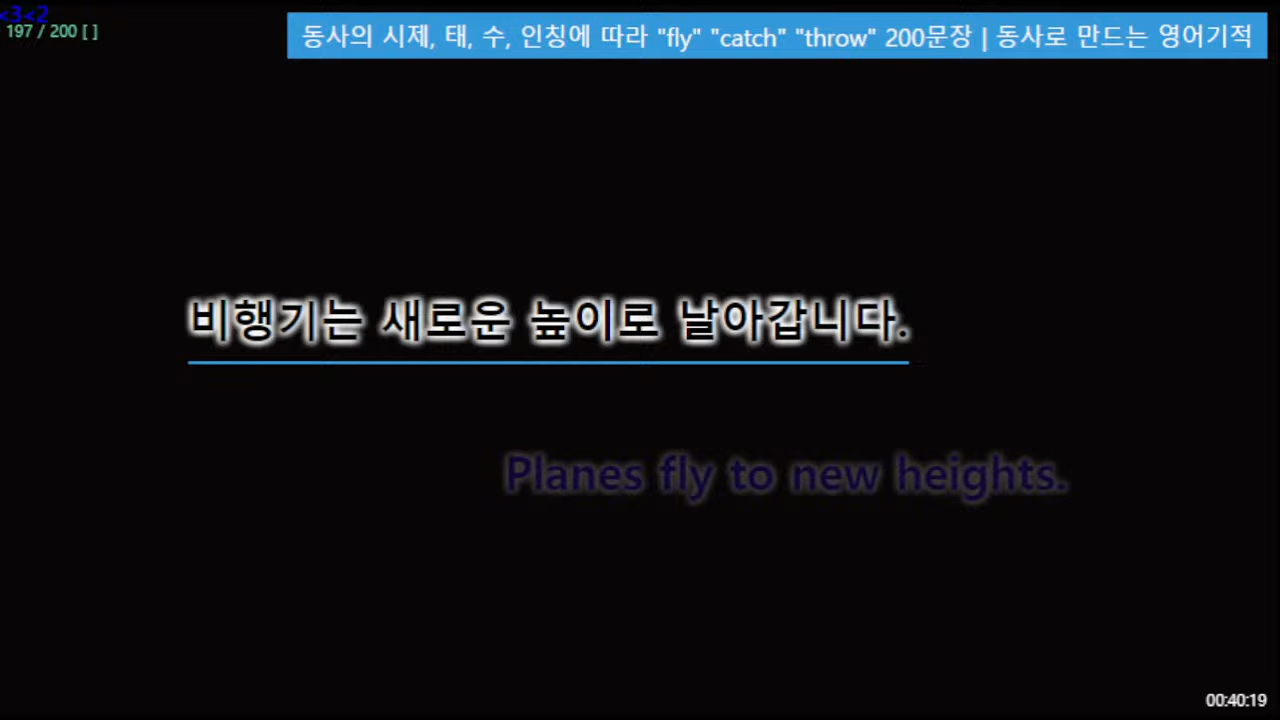 <3<2
197 / 200 [ ]
동사의 시제, 태, 수, 인칭에 따라 "fly" "catch" "throw" 200문장 | 동사로 만드는 영어기적
비행기는 새로운 높이로 날아갑니다.
Planes fly to new heights.
00:40:19